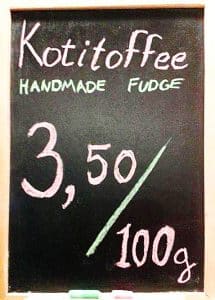 Kotitoffee
HANDMADE FUDGE
3,50/
100g